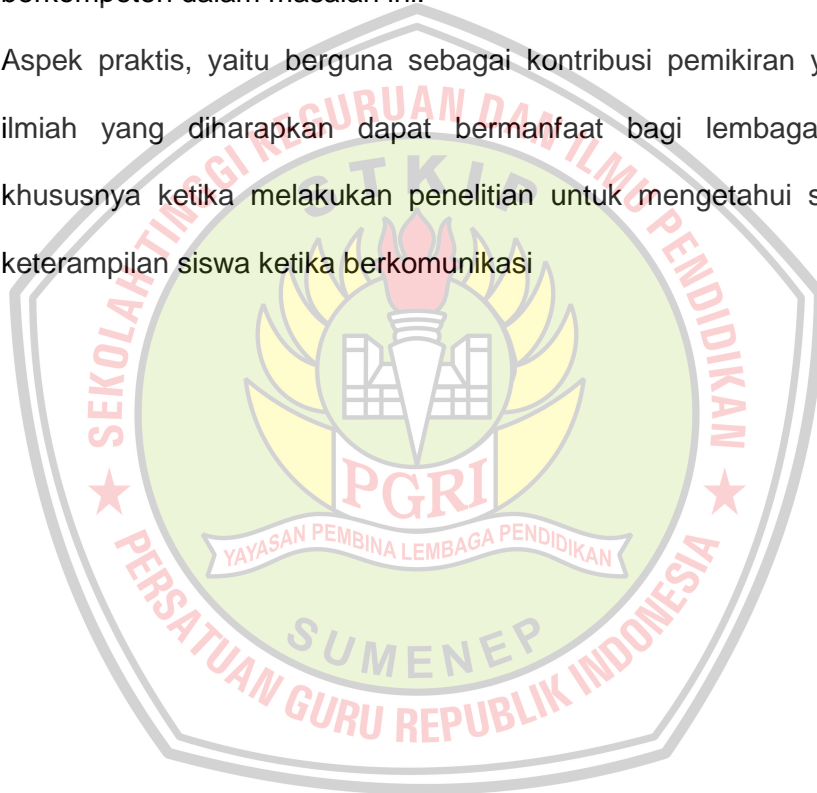 berkompeten dalam masalah ini.
Aspek praktis, yaitu berguna sebagai kontribusi pemikiran
ilmiah yang diharapkan dapat bermanfaat bagi lembaga
khususnya ketika melakukan penelitian untuk mengetahui
keterampilan siswa ketika berkomunikasi
SEKOLAH TINGGI KEGURUAN DAN ILMU PENDIDIKAN
STKIP
PGRI
YAYASAN PEMBINA LEMBAGA PENDIDIKAN
SUMENEP
PERSATUAN GURU REPUBLIK INDONESIA